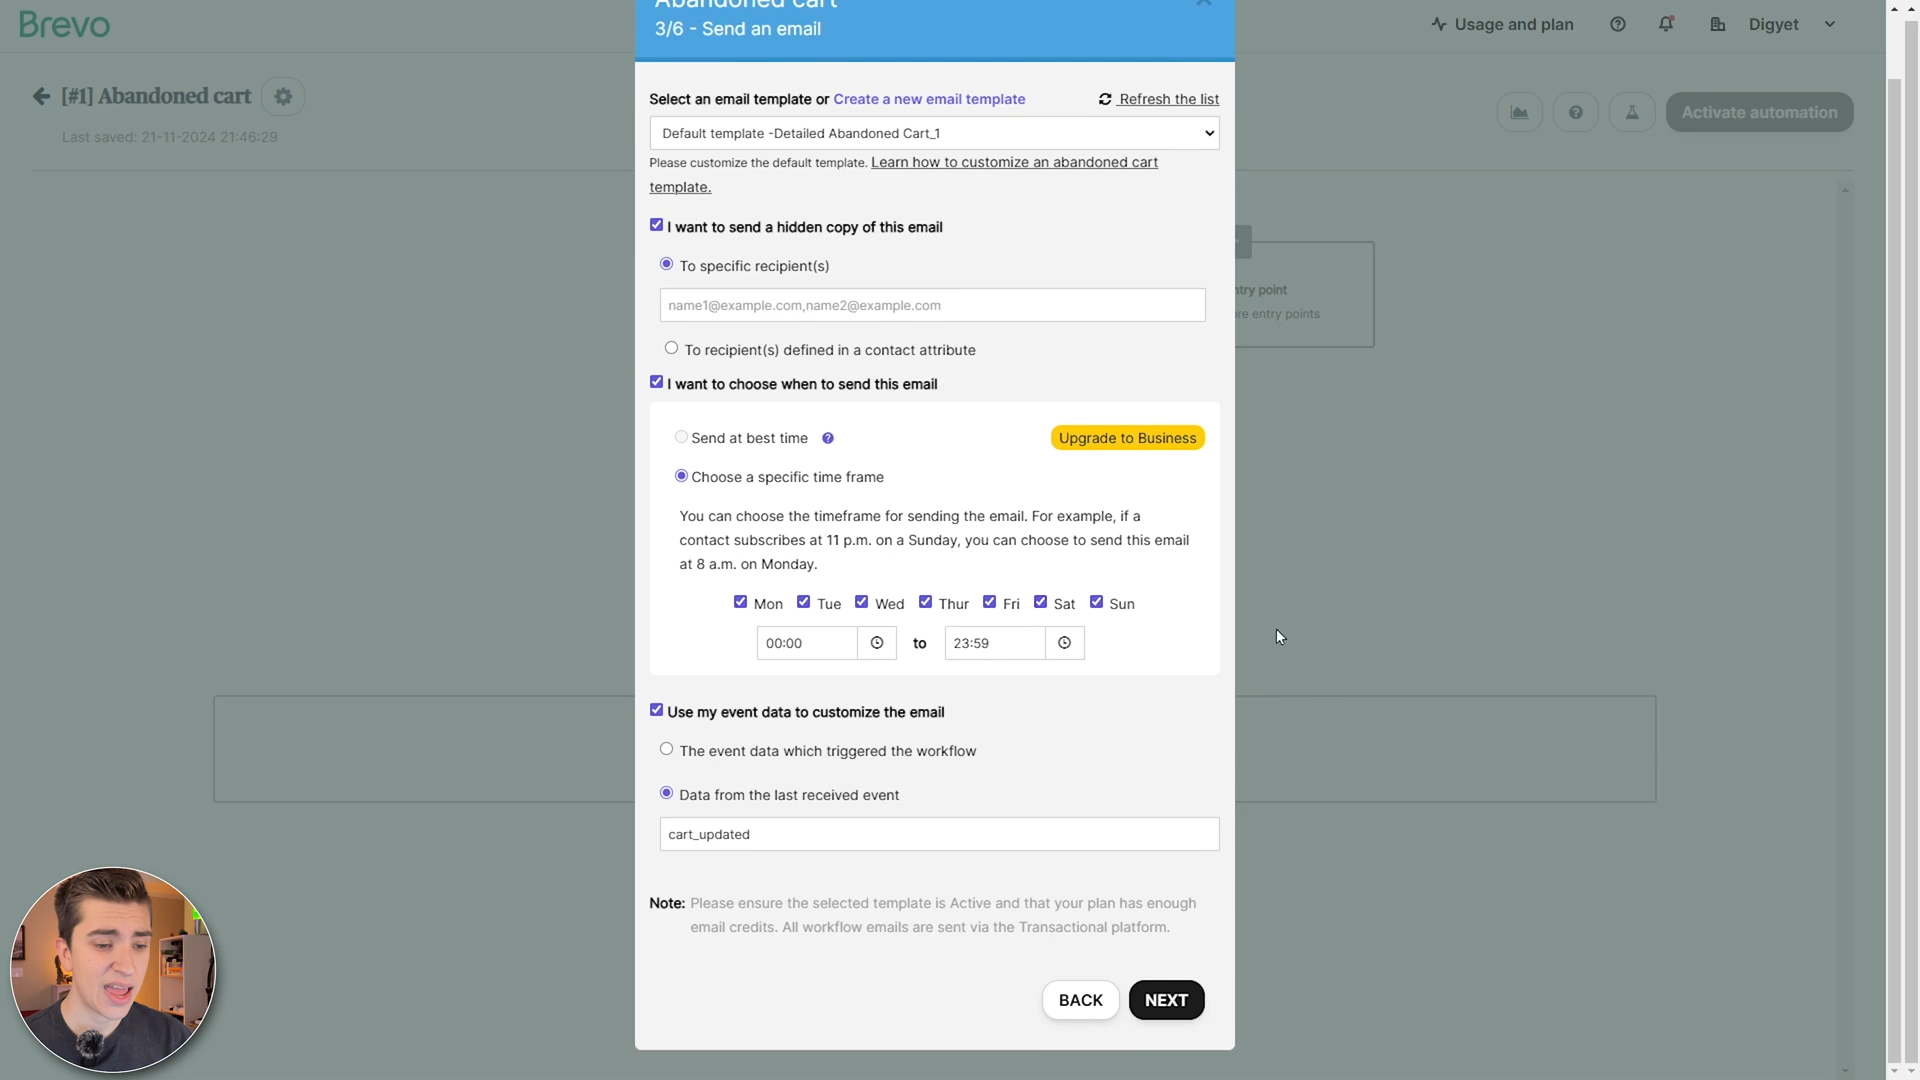 Brevo
Usage and plan
Digyet
[#1] Abandoned cart
Last saved: 21-11-2024 21:46:29
Activate automation
Abandoned cart
3/6 - Send an email
Select an email template or Create a new email template
Refresh the list
Default template -Detailed Abandoned Cart_1
Please customize the default template. Learn how to customize an abandoned cart
template.
I want to send a hidden copy of this email
To specific recipient(s)
name1@example.com,name2@example.com
entry point
To recipient(s) defined in a contact attribute
entry points
I want to choose when to send this email
Send at best time
Upgrade to Business
Choose a specific time frame
You can choose the timeframe for sending the email. For example, if a
contact subscribes at 11 p.m. on a Sunday, you can choose to send this email
at 8 a.m. on Monday.
Mon Tue Wed Thur Fri Sat Sun
00:00 to 23:59
Use my event data to customize the email
The event data which triggered the workflow
Data from the last received event
cart_updated
Note: Please ensure the selected template is Active and that your plan has enough
email credits. All workflow emails are sent via the Transactional platform.
BACK NEXT